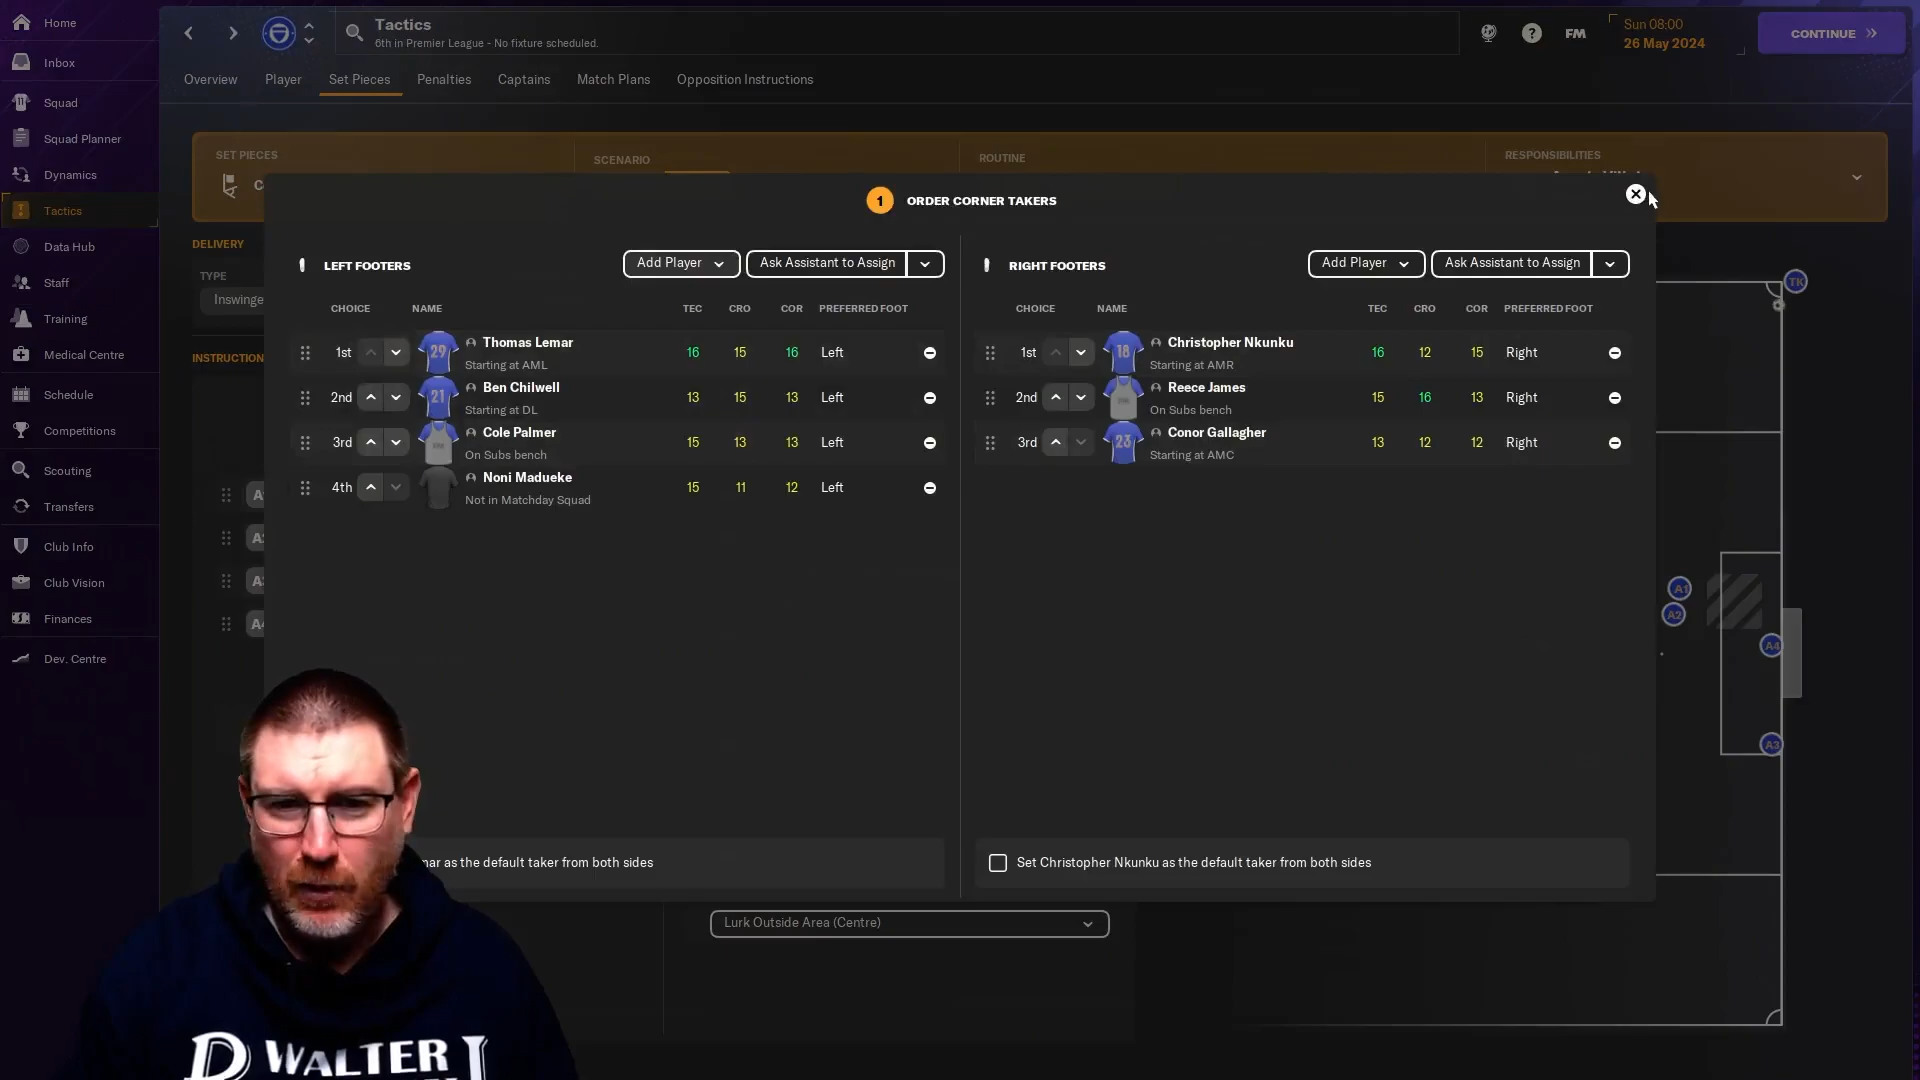 Home
Inbox
Squad
Squad Planner
Dynamics
Tactics
Data Hub
Staff
Training
Medical Centre
Schedule
Competitions
Scouting
Transfers
Club Info
Club Vision
Finances
Dev. Centre
Tactics
6th in Premier League - No fixture scheduled.
FM
Sun 08:00
26 May 2024
CONTINUE
Overview Player Set Pieces Penalties Captains Match Plans Opposition Instructions
SET PIECES
SCENARIO
ROUTINE
RESPONSIBILITIES
DELIVERY
TYPE
Inswinge
INSTRUCTION
1 ORDER CORNER TAKERS
LEFT FOOTERS Add Player Ask Assistant to Assign
CHOICE NAME TEC CRO COR PREFERRED FOOT
1st 29 Thomas Lemar 16 15 16 Left
Starting at AML
2nd 21 Ben Chilwell 13 15 13 Left
Starting at DL
3rd Cole Palmer 15 13 13 Left
On Subs bench
4th Noni Madueke 15 11 12 Left
Not in Matchday Squad
RIGHT FOOTERS Add Player Ask Assistant to Assign
CHOICE NAME TEC CRO COR PREFERRED FOOT
1st 18 Christopher Nkunku 16 12 15 Right
Starting at AMR
2nd Reece James 15 16 13 Right
On Subs bench
3rd 23 Conor Gallagher 13 12 12 Right
Starting at AMC
mar as the default taker from both sides
Set Christopher Nkunku as the default taker from both sides
Lurk Outside Area (Centre)
TK
A1
A2
A4
A3
WALTER